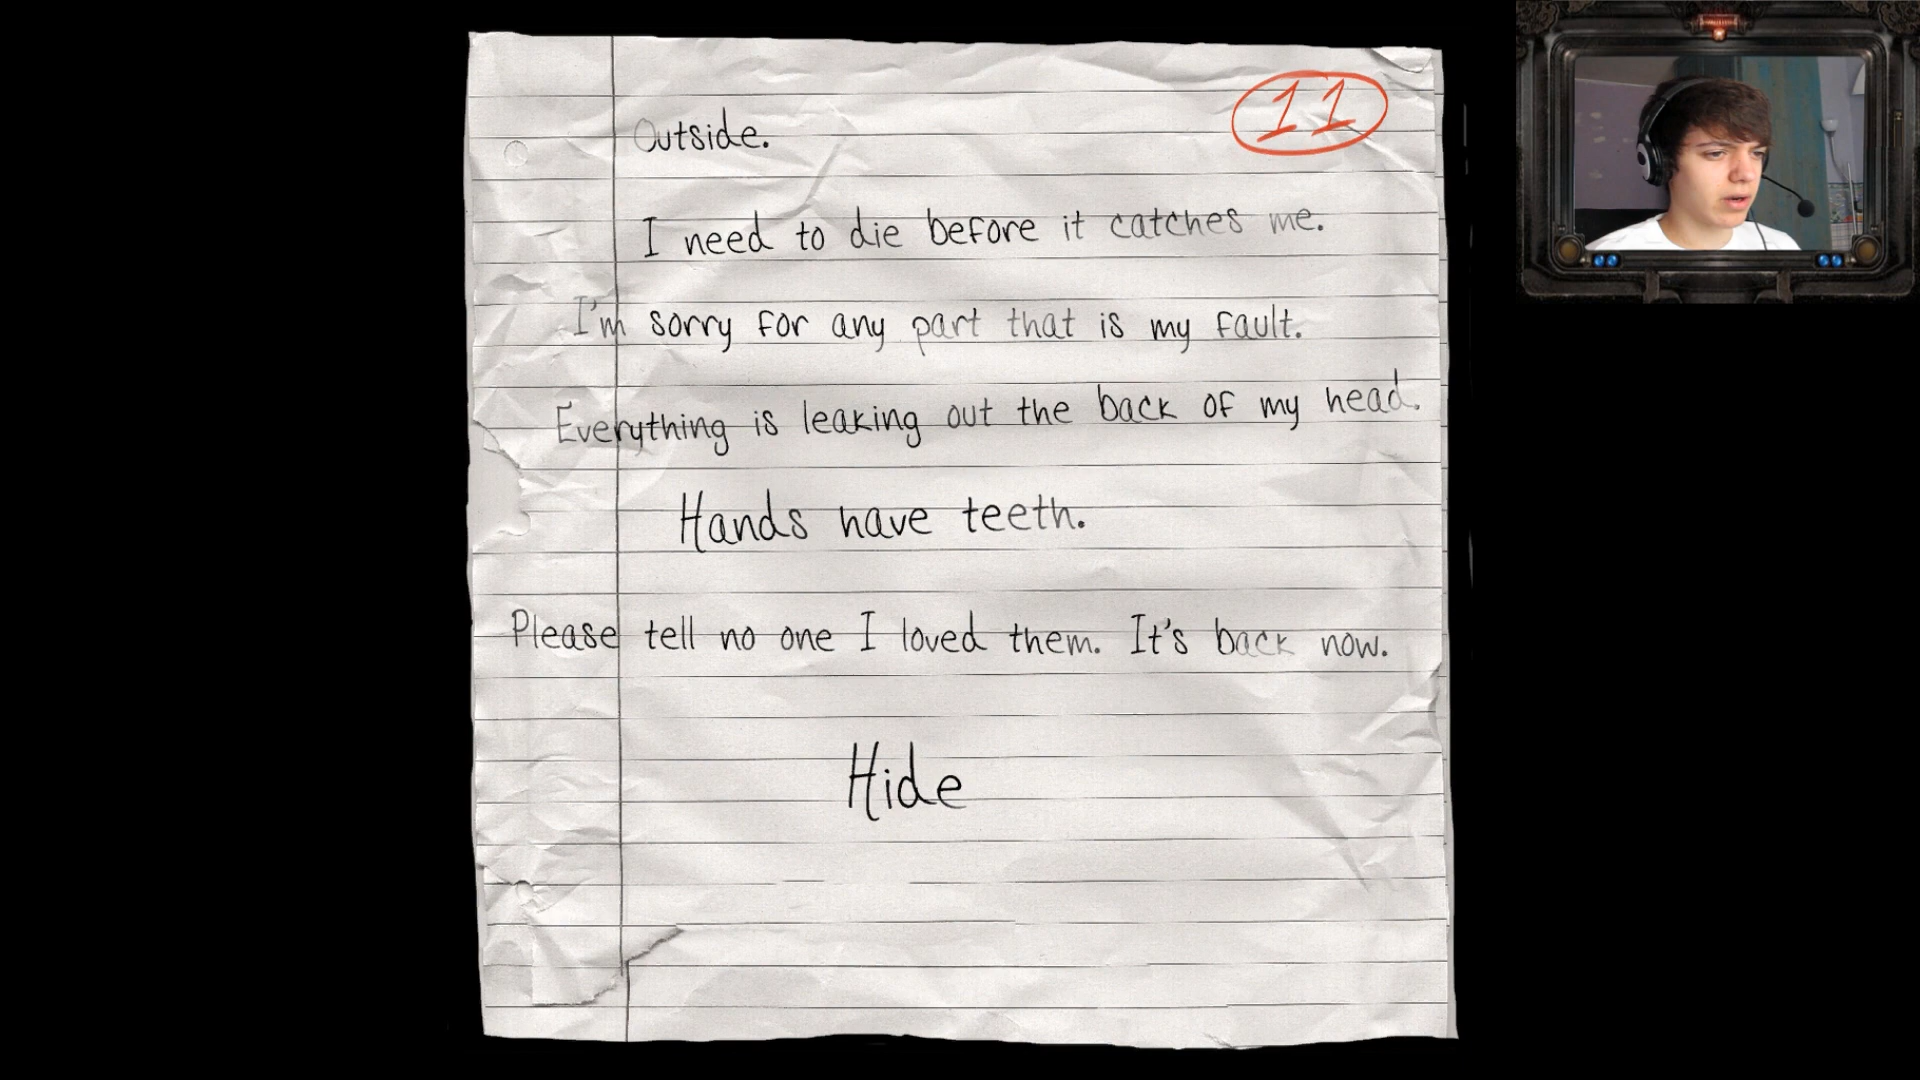 11
Outside.
I need to die before it catches me.
I'm sorry for any part that is my fault.
Everything is leaking out the back of my head.
Hands have teeth.
Please tell no one I loved them. It's back now.
Hide